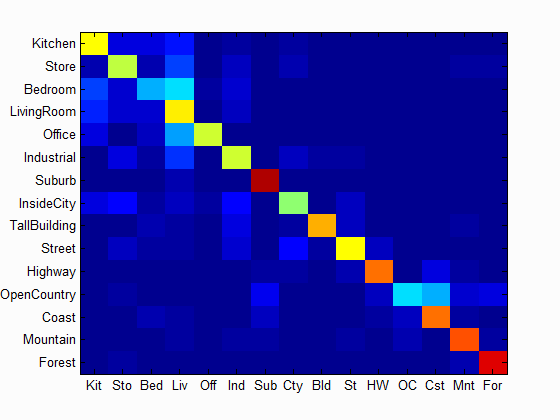 Kitchen
Store
Bedroom
LivingRoom
Office
Industrial
Suburb
InsideCity
TallBuilding
Street
Highway
OpenCountry
Coast
Mountain
Forest
Kit Sto Bed Liv Off Ind Sub Cty Bld St HW OC Cst Mnt For